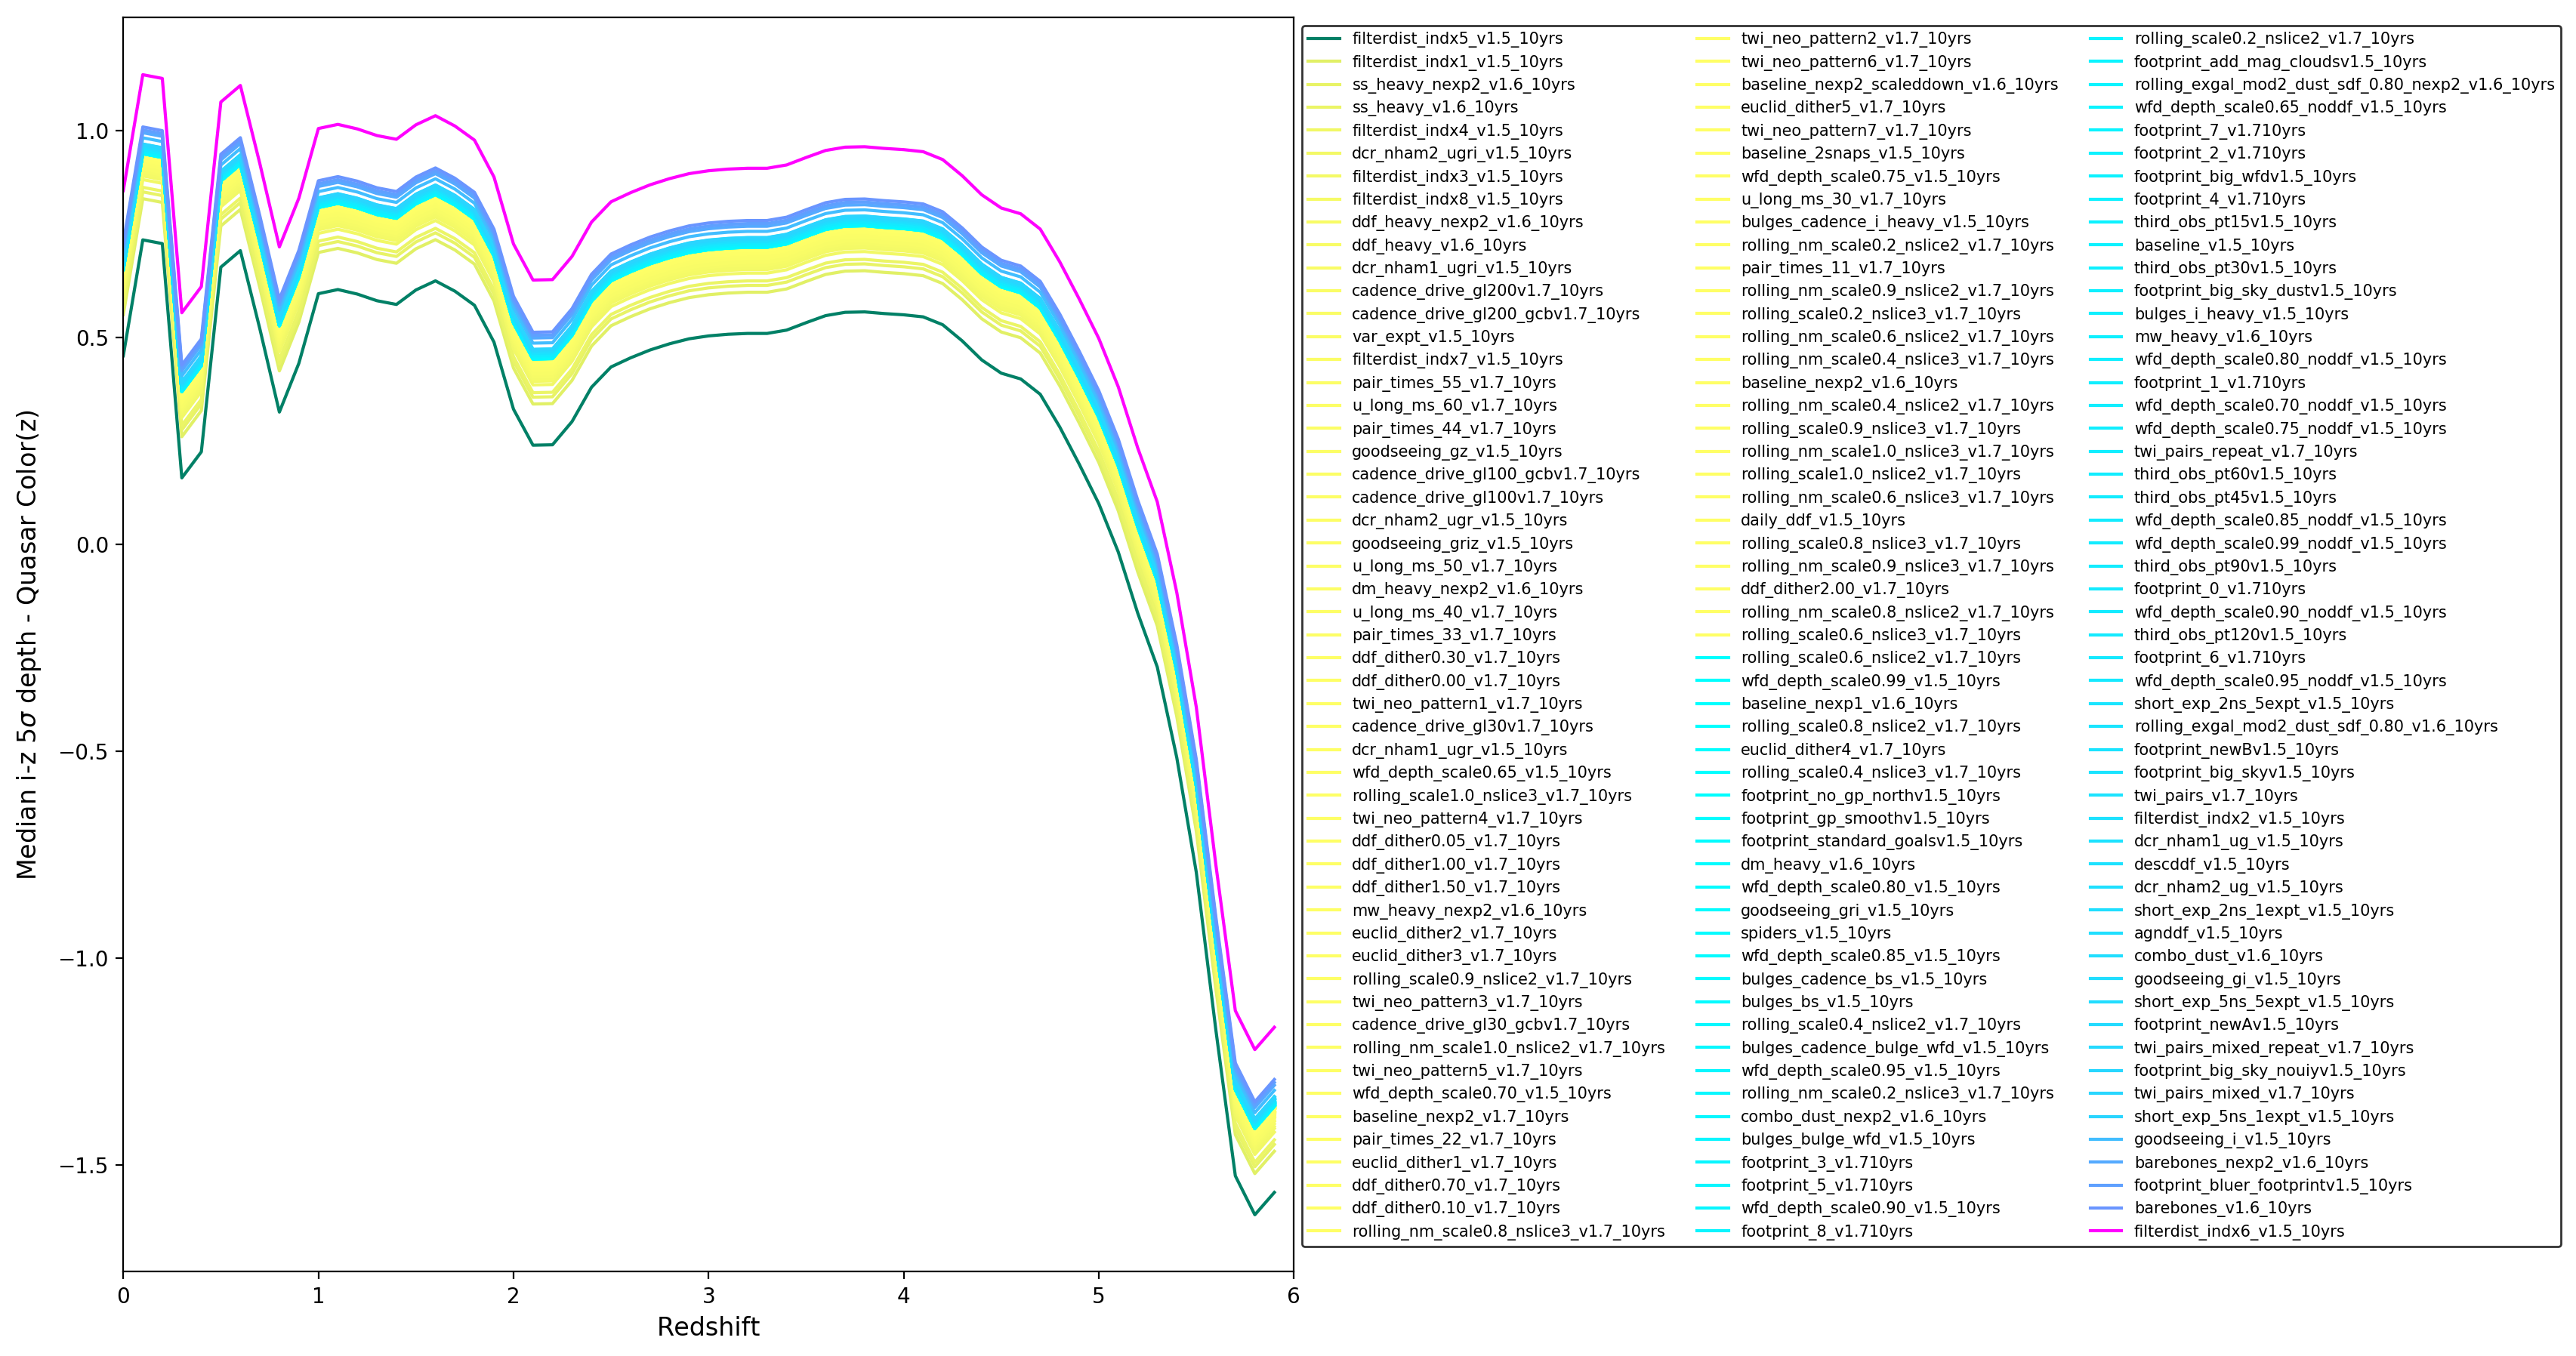 Median i-z 5σ depth - Quasar Color(z)
1.0
0.5
0.0
−0.5
−1.0
−1.5
0
1
2
3
4
5
6
Redshift
filterdist_indx5_v1.5_10yrs
filterdist_indx1_v1.5_10yrs
ss_heavy_nexp2_v1.6_10yrs
ss_heavy_v1.6_10yrs
filterdist_indx4_v1.5_10yrs
dcr_nham2_ugri_v1.5_10yrs
filterdist_indx3_v1.5_10yrs
filterdist_indx8_v1.5_10yrs
ddf_heavy_nexp2_v1.6_10yrs
ddf_heavy_v1.6_10yrs
dcr_nham1_ugri_v1.5_10yrs
cadence_drive_gl200v1.7_10yrs
cadence_drive_gl200_gcbv1.7_10yrs
var_expt_v1.5_10yrs
filterdist_indx7_v1.5_10yrs
pair_times_55_v1.7_10yrs
u_long_ms_60_v1.7_10yrs
pair_times_44_v1.7_10yrs
goodseeing_gz_v1.5_10yrs
cadence_drive_gl100_gcbv1.7_10yrs
cadence_drive_gl100v1.7_10yrs
dcr_nham2_ugr_v1.5_10yrs
goodseeing_griz_v1.5_10yrs
u_long_ms_50_v1.7_10yrs
dm_heavy_nexp2_v1.6_10yrs
u_long_ms_40_v1.7_10yrs
pair_times_33_v1.7_10yrs
ddf_dither0.30_v1.7_10yrs
ddf_dither0.00_v1.7_10yrs
twi_neo_pattern1_v1.7_10yrs
cadence_drive_gl30v1.7_10yrs
dcr_nham1_ugr_v1.5_10yrs
wfd_depth_scale0.65_v1.5_10yrs
rolling_scale1.0_nslice3_v1.7_10yrs
twi_neo_pattern4_v1.7_10yrs
ddf_dither0.05_v1.7_10yrs
ddf_dither1.00_v1.7_10yrs
ddf_dither1.50_v1.7_10yrs
mw_heavy_nexp2_v1.6_10yrs
euclid_dither2_v1.7_10yrs
euclid_dither3_v1.7_10yrs
rolling_scale0.9_nslice2_v1.7_10yrs
twi_neo_pattern3_v1.7_10yrs
cadence_drive_gl30_gcbv1.7_10yrs
rolling_nm_scale1.0_nslice2_v1.7_10yrs
twi_neo_pattern5_v1.7_10yrs
wfd_depth_scale0.70_v1.5_10yrs
baseline_nexp2_v1.7_10yrs
pair_times_22_v1.7_10yrs
euclid_dither1_v1.7_10yrs
ddf_dither0.70_v1.7_10yrs
ddf_dither0.10_v1.7_10yrs
rolling_nm_scale0.8_nslice3_v1.7_10yrs
twi_neo_pattern2_v1.7_10yrs
twi_neo_pattern6_v1.7_10yrs
baseline_nexp2_scaleddown_v1.6_10yrs
euclid_dither5_v1.7_10yrs
twi_neo_pattern7_v1.7_10yrs
baseline_2snaps_v1.5_10yrs
wfd_depth_scale0.75_v1.5_10yrs
u_long_ms_30_v1.7_10yrs
bulges_cadence_i_heavy_v1.5_10yrs
rolling_nm_scale0.2_nslice2_v1.7_10yrs
pair_times_11_v1.7_10yrs
rolling_nm_scale0.9_nslice2_v1.7_10yrs
rolling_scale0.2_nslice3_v1.7_10yrs
rolling_nm_scale0.6_nslice2_v1.7_10yrs
rolling_nm_scale0.4_nslice3_v1.7_10yrs
baseline_nexp2_v1.6_10yrs
rolling_nm_scale0.4_nslice2_v1.7_10yrs
rolling_scale0.9_nslice3_v1.7_10yrs
rolling_nm_scale1.0_nslice3_v1.7_10yrs
rolling_scale1.0_nslice2_v1.7_10yrs
rolling_nm_scale0.6_nslice3_v1.7_10yrs
daily_ddf_v1.5_10yrs
rolling_scale0.8_nslice3_v1.7_10yrs
rolling_nm_scale0.9_nslice3_v1.7_10yrs
ddf_dither2.00_v1.7_10yrs
rolling_nm_scale0.8_nslice2_v1.7_10yrs
rolling_scale0.6_nslice3_v1.7_10yrs
rolling_scale0.6_nslice2_v1.7_10yrs
wfd_depth_scale0.99_v1.5_10yrs
baseline_nexp1_v1.6_10yrs
rolling_scale0.8_nslice2_v1.7_10yrs
euclid_dither4_v1.7_10yrs
rolling_scale0.4_nslice3_v1.7_10yrs
footprint_no_gp_northv1.5_10yrs
footprint_gp_smoothv1.5_10yrs
footprint_standard_goalsv1.5_10yrs
dm_heavy_v1.6_10yrs
wfd_depth_scale0.80_v1.5_10yrs
goodseeing_gri_v1.5_10yrs
spiders_v1.5_10yrs
wfd_depth_scale0.85_v1.5_10yrs
bulges_cadence_bs_v1.5_10yrs
bulges_bs_v1.5_10yrs
rolling_scale0.4_nslice2_v1.7_10yrs
bulges_cadence_bulge_wfd_v1.5_10yrs
wfd_depth_scale0.95_v1.5_10yrs
rolling_nm_scale0.2_nslice3_v1.7_10yrs
combo_dust_nexp2_v1.6_10yrs
bulges_bulge_wfd_v1.5_10yrs
footprint_3_v1.710yrs
footprint_5_v1.710yrs
wfd_depth_scale0.90_v1.5_10yrs
footprint_8_v1.710yrs
rolling_scale0.2_nslice2_v1.7_10yrs
footprint_add_mag_cloudsv1.5_10yrs
rolling_exgal_mod2_dust_sdf_0.80_nexp2_v1.6_10yrs
wfd_depth_scale0.65_noddf_v1.5_10yrs
footprint_7_v1.710yrs
footprint_2_v1.710yrs
footprint_big_wfdv1.5_10yrs
footprint_4_v1.710yrs
third_obs_pt15v1.5_10yrs
baseline_v1.5_10yrs
third_obs_pt30v1.5_10yrs
footprint_big_sky_dustv1.5_10yrs
bulges_i_heavy_v1.5_10yrs
mw_heavy_v1.6_10yrs
wfd_depth_scale0.80_noddf_v1.5_10yrs
footprint_1_v1.710yrs
wfd_depth_scale0.70_noddf_v1.5_10yrs
wfd_depth_scale0.75_noddf_v1.5_10yrs
twi_pairs_repeat_v1.7_10yrs
third_obs_pt60v1.5_10yrs
third_obs_pt45v1.5_10yrs
wfd_depth_scale0.85_noddf_v1.5_10yrs
wfd_depth_scale0.99_noddf_v1.5_10yrs
third_obs_pt90v1.5_10yrs
footprint_0_v1.710yrs
wfd_depth_scale0.90_noddf_v1.5_10yrs
third_obs_pt120v1.5_10yrs
footprint_6_v1.710yrs
wfd_depth_scale0.95_noddf_v1.5_10yrs
short_exp_2ns_5expt_v1.5_10yrs
rolling_exgal_mod2_dust_sdf_0.80_v1.6_10yrs
footprint_newBv1.5_10yrs
footprint_big_skyv1.5_10yrs
twi_pairs_v1.7_10yrs
filterdist_indx2_v1.5_10yrs
dcr_nham1_ug_v1.5_10yrs
descddf_v1.5_10yrs
dcr_nham2_ug_v1.5_10yrs
short_exp_2ns_1expt_v1.5_10yrs
agnddf_v1.5_10yrs
combo_dust_v1.6_10yrs
goodseeing_gi_v1.5_10yrs
short_exp_5ns_5expt_v1.5_10yrs
footprint_newAv1.5_10yrs
twi_pairs_mixed_repeat_v1.7_10yrs
footprint_big_sky_nouiyv1.5_10yrs
twi_pairs_mixed_v1.7_10yrs
short_exp_5ns_1expt_v1.5_10yrs
goodseeing_i_v1.5_10yrs
barebones_nexp2_v1.6_10yrs
footprint_bluer_footprintv1.5_10yrs
barebones_v1.6_10yrs
filterdist_indx6_v1.5_10yrs